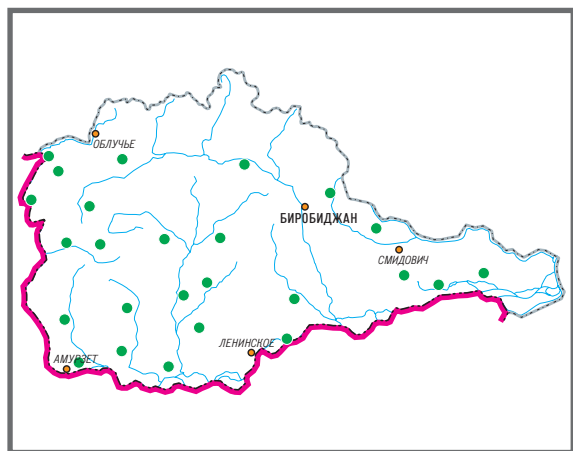 ОБЛУЧЬЕ
БИРОБИДЖАН
СМИДОВИЧ
ЛЕНИНСКОЕ
АМУРЗЕТ